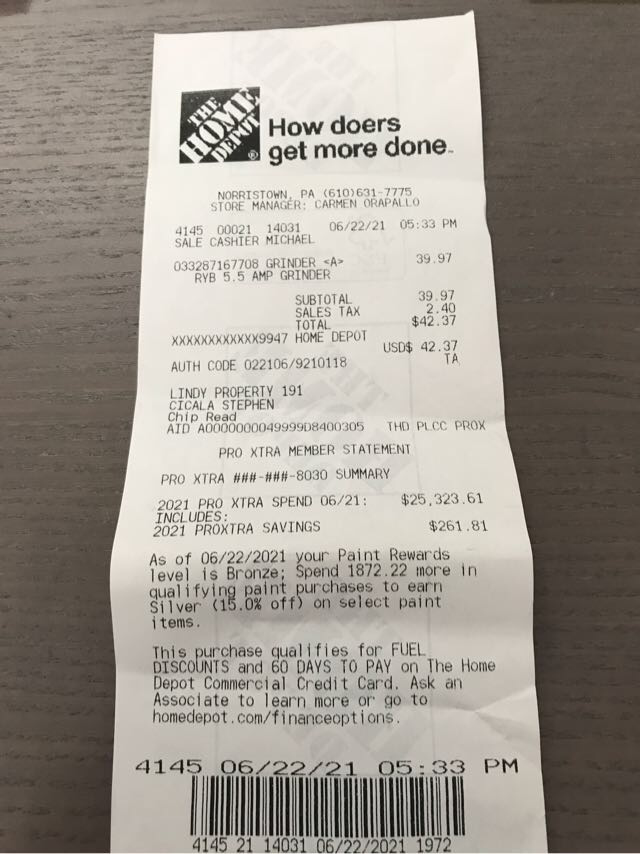 THE
HOME
DEPOT
How doers
get more done™
NORRISTOWN, PA (610)631-7775
STORE MANAGER: CARMEN ORAPALLO
4145 00021 14031 06/22/21 05:33 PM
SALE CASHIER MICHAEL
033287167708 GRINDER <A> 39.97
RYB 5.5 AMP GRINDER
SUBTOTAL 39.97
SALES TAX 2.40
TOTAL $42.37
XXXXXXXXXXXX9947 HOME DEPOT
USD$ 42.37
AUTH CODE 022106/9210118 TA
LINDY PROPERTY 191
CICALA STEPHEN
Chip Read
AID A0000000049999D8400305 THD PLCC PROX
PRO XTRA MEMBER STATEMENT
PRO XTRA ###-###-8030 SUMMARY
2021 PRO XTRA SPEND 06/21: $25,323.61
INCLUDES:
2021 PROXTRA SAVINGS $261.81
As of 06/22/2021 your Paint Rewards
level is Bronze; Spend 1872.22 more in
qualifying paint purchases to earn
Silver (15.0% off) on select paint
items.
This purchase qualifies for FUEL
DISCOUNTS and 60 DAYS TO PAY on The Home
Depot Commercial Credit Card. Ask an
Associate to learn more or go to
homedepot.com/financeoptions.
4145 06/22/21 05:33 PM
4145 21 14031 06/22/2021 1972